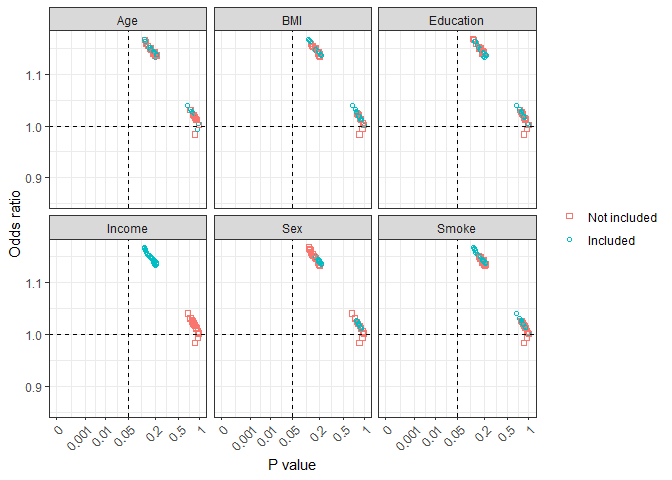 Age BMI Education
1.1
1.0
0.9
Odds ratio
Not included
Included
Income Sex Smoke
1.1
1.0
0.9
0 0.001 0.01 0.05 0.2 0.5 1 0 0.001 0.01 0.05 0.2 0.5 1 0 0.001 0.01 0.05 0.2 0.5 1
P value